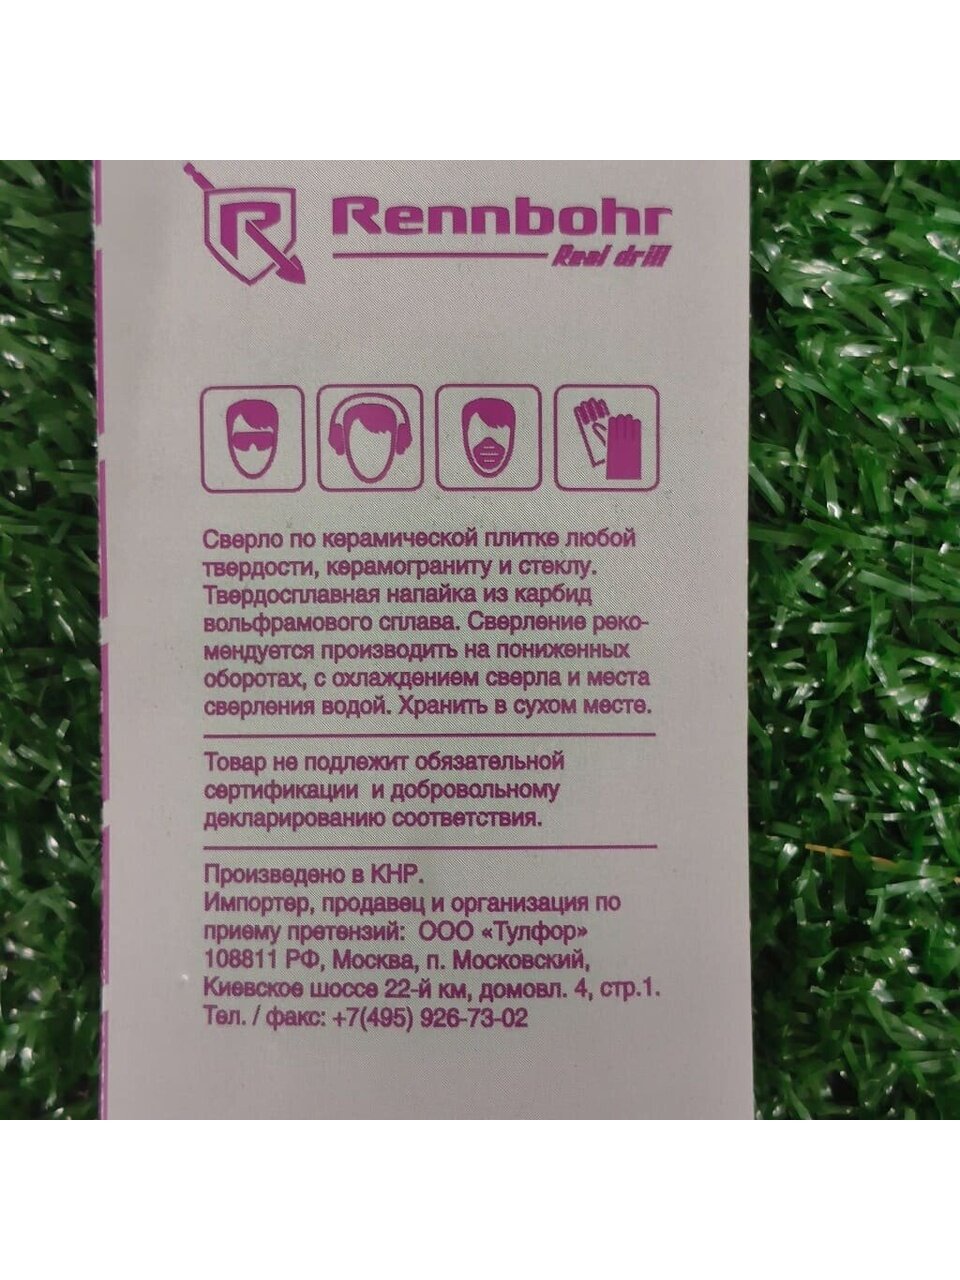 R
Rennbohr
Real drill
Сверло по керамической плитке любой
твердости, керамограниту и стеклу.
Твердосплавная напайка из карбид
вольфрамового сплава. Сверление реко-
мендуется производить на пониженных
оборотах, с охлаждением сверла и места
сверления водой. Хранить в сухом месте.
Товар не подлежит обязательной
сертификации и добровольному
декларированию соответствия.
Произведено в КНР.
Импортер, продавец и организация по
приему претензий: ООО «Тулфор»
108811 РФ, Москва, п. Московский,
Киевское шоссе 22-й км, домовл. 4, стр.1.
Тел. / факс: +7(495) 926-73-02